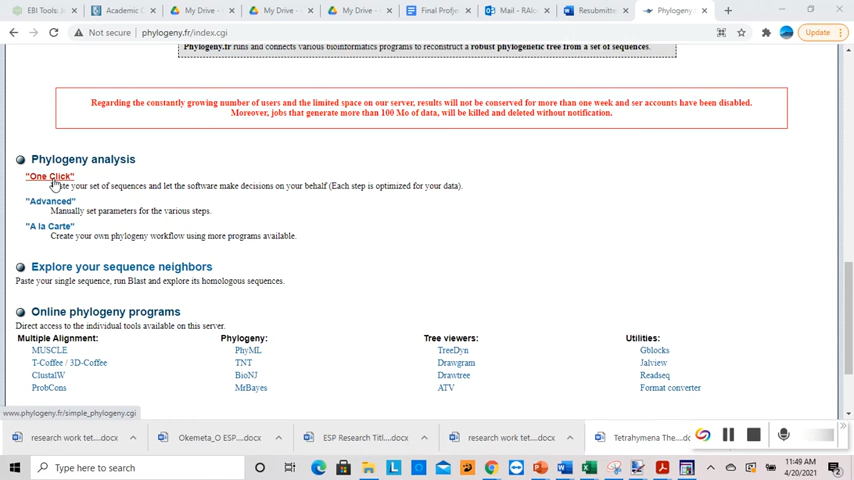 EBI Tools: J
Academic C
My Drive -
My Drive -
My Drive -
Final Profje
Mail - RAlo
Resubmitte
Phylogeny.
Not secure | phylogeny.fr/index.cgi
Update
Phylogeny.fr runs and connects various bioinformatics programs to reconstruct a robust phylogenetic tree from a set of sequences.
Regarding the constantly growing number of users and the limited space on our server, results will not be conserved for more than one week and ser accounts have been disabled.
Moreover, jobs that generate more than 100 Mo of data, will be killed and deleted without notification.
Phylogeny analysis
"One Click"
te your set of sequences and let the software make decisions on your behalf (Each step is optimized for your data).
"Advanced"
Manually set parameters for the various steps.
"A la Carte"
Create your own phylogeny workflow using more programs available.
Explore your sequence neighbors
Paste your single sequence, run Blast and explore its homologous sequences.
Online phylogeny programs
Direct access to the individual tools available on this server.
Multiple Alignment: Phylogeny: Tree viewers: Utilities:
MUSCLE PhyML TreeDyn Gblocks
T-Coffee / 3D-Coffee TNT Drawgram Jalview
ClustalW BioNJ Drawtree Readseq
ProbCons MrBayes ATV Format converter
www.phylogeny.fr/simple_phylogeny.cgi
research work tet....docx
Okemeta_O ESP....docx
ESP Research Titl....docx
research work tet....docx
Tetrahymena The....docx
Type here to search
11:49 AM
4/20/2021
2